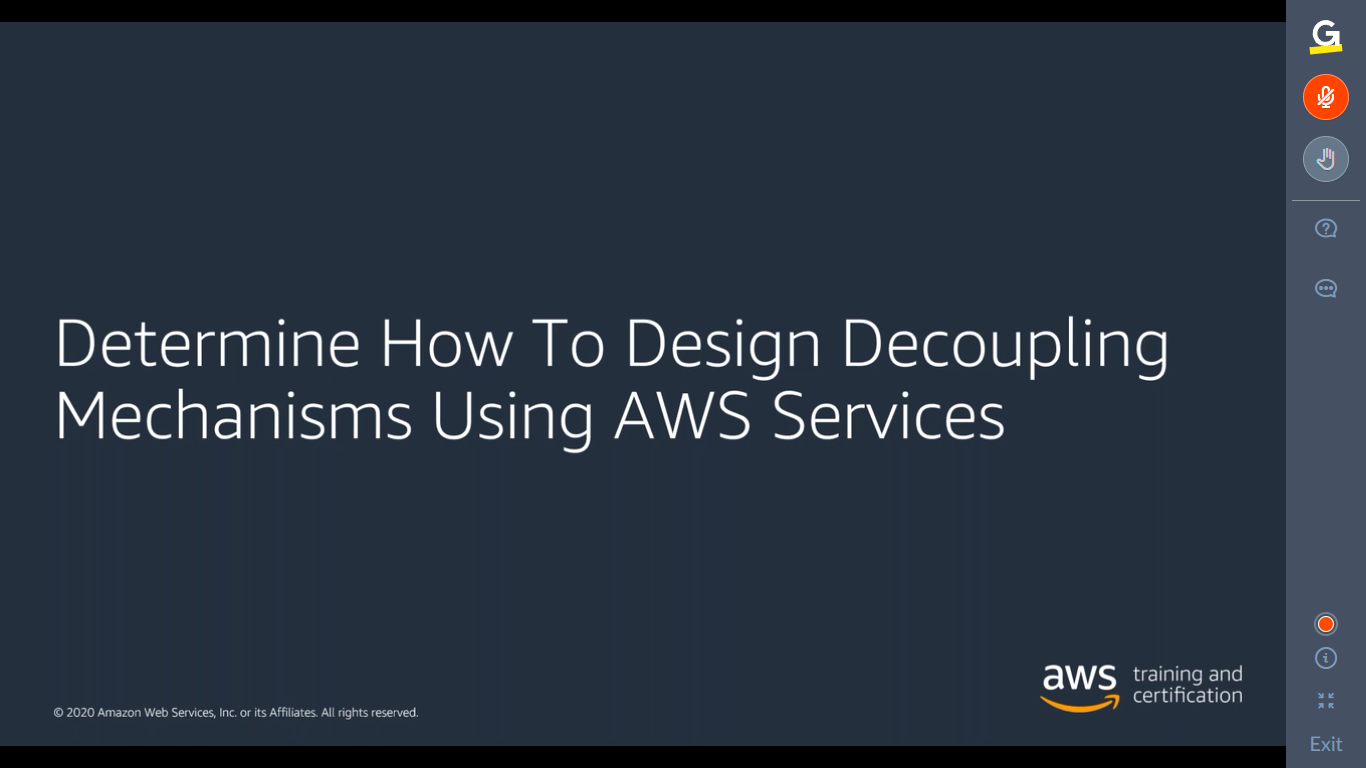 Determine How To Design Decoupling
Mechanisms Using AWS Services
aws training and
certification
© 2020 Amazon Web Services, Inc. or its Affiliates. All rights reserved.
G
Exit